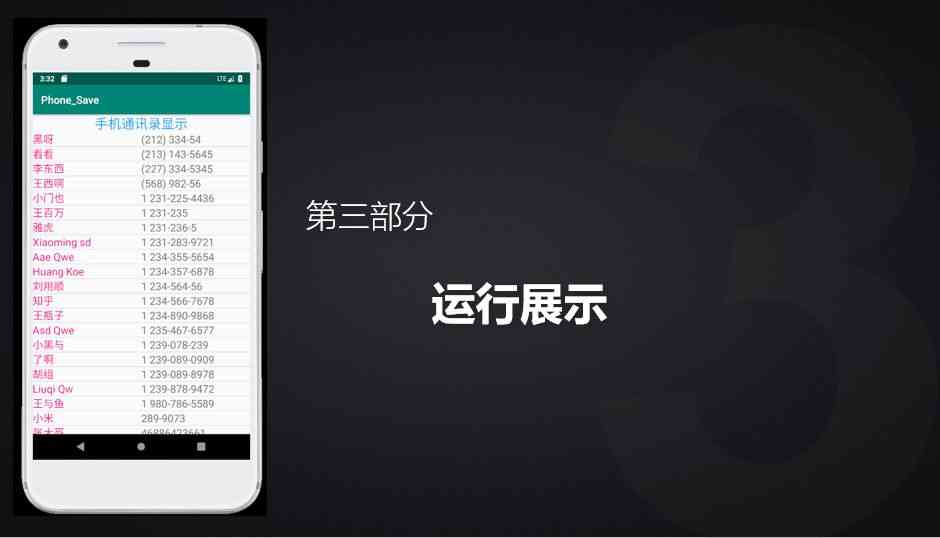 3:32
LTE
Phone_Save
手机通讯录显示
黑呀 (212) 334-54
看看 (213) 143-5645
李东西 (227) 334-5345
王西啊 (568) 982-56
小门也 1 231-225-4436
王百万 1 231-235
雅虎 1 231-236-5
Xiaoming sd 1 231-283-9721
Aae Qwe 1 234-355-5654
Huang Koe 1 234-357-6878
刘用顺 1 234-564-56
知乎 1 234-566-7678
王瓶子 1 234-890-9868
Asd Qwe 1 235-467-6577
小黑与 1 239-078-239
了啊 1 239-089-0909
胡组 1 239-089-8978
Liuqi Qw 1 239-878-9472
王与鱼 1 980-786-5589
小米 289-9073
张大哥 46886423661
第三部分
运行展示
3